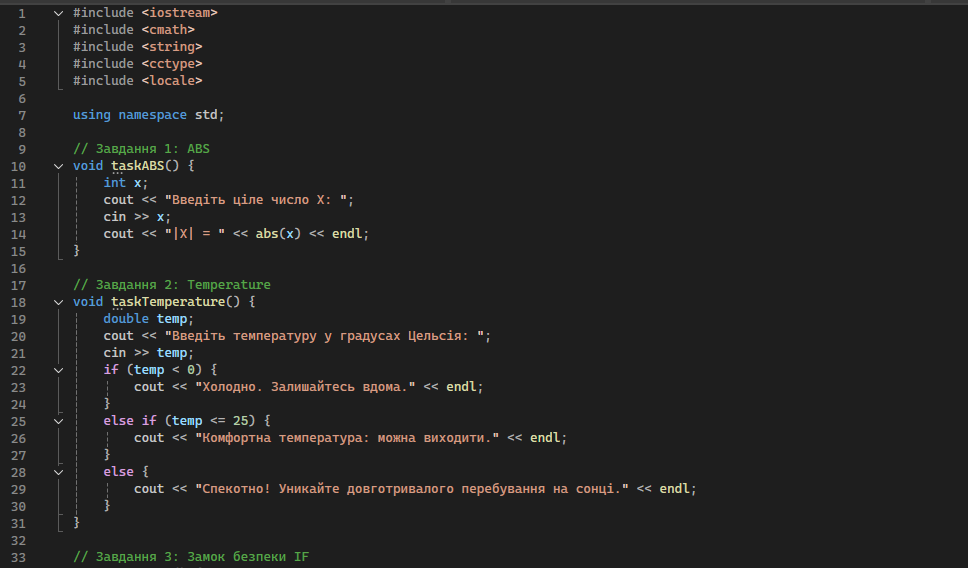 1 #include <iostream>
2 #include <cmath>
3 #include <string>
4 #include <cctype>
5 #include <locale>
6
7 using namespace std;
8
9 // Завдання 1: ABS
10 void taskABS() {
11     int x;
12     cout << "Введіть ціле число X: ";
13     cin >> x;
14     cout << "|X| = " << abs(x) << endl;
15 }
16
17 // Завдання 2: Temperature
18 void taskTemperature() {
19     double temp;
20     cout << "Введіть температуру у градусах Цельсія: ";
21     cin >> temp;
22     if (temp < 0) {
23         cout << "Холодно. Залишайтесь вдома." << endl;
24     }
25     else if (temp <= 25) {
26         cout << "Комфортна температура: можна виходити." << endl;
27     }
28     else {
29         cout << "Спекотно! Уникайте довготривалого перебування на сонці." << endl;
30     }
31 }
32
33 // Завдання 3: Замок безпеки IF